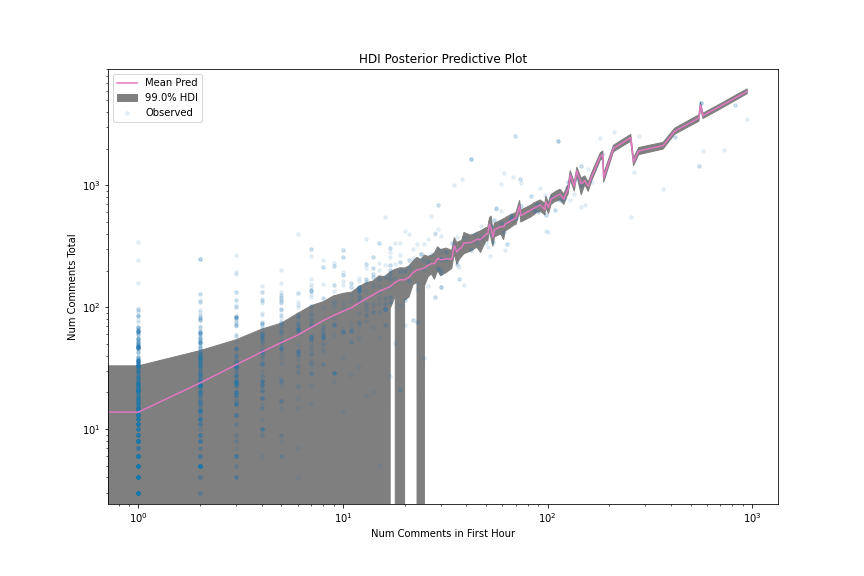 HDI Posterior Predictive Plot
Mean Pred
99.0% HDI
Observed
Num Comments Total
10³
10²
10¹
10⁰ 10¹ 10² 10³
Num Comments in First Hour